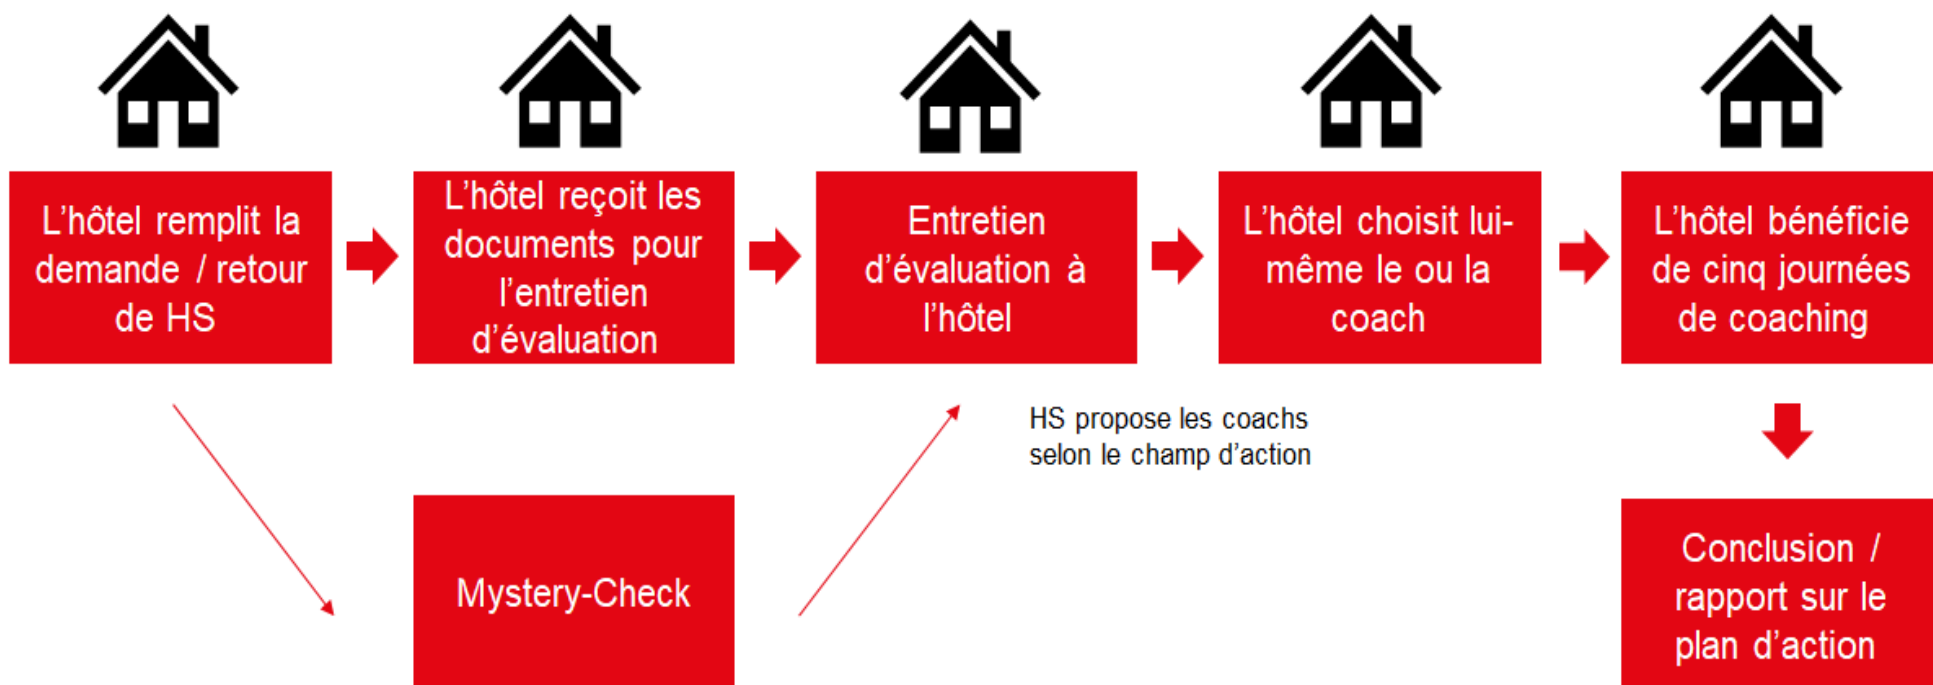 L’hôtel remplit la
demande / retour
de HS
L’hôtel reçoit les
documents pour
l’entretien
d’évaluation
Entretien
d’évaluation à
l’hôtel
L’hôtel choisit lui-
même le ou la
coach
L’hôtel bénéficie
de cinq journées
de coaching
HS propose les coachs
selon le champ d’action
Mystery-Check
Conclusion /
rapport sur le
plan d’action